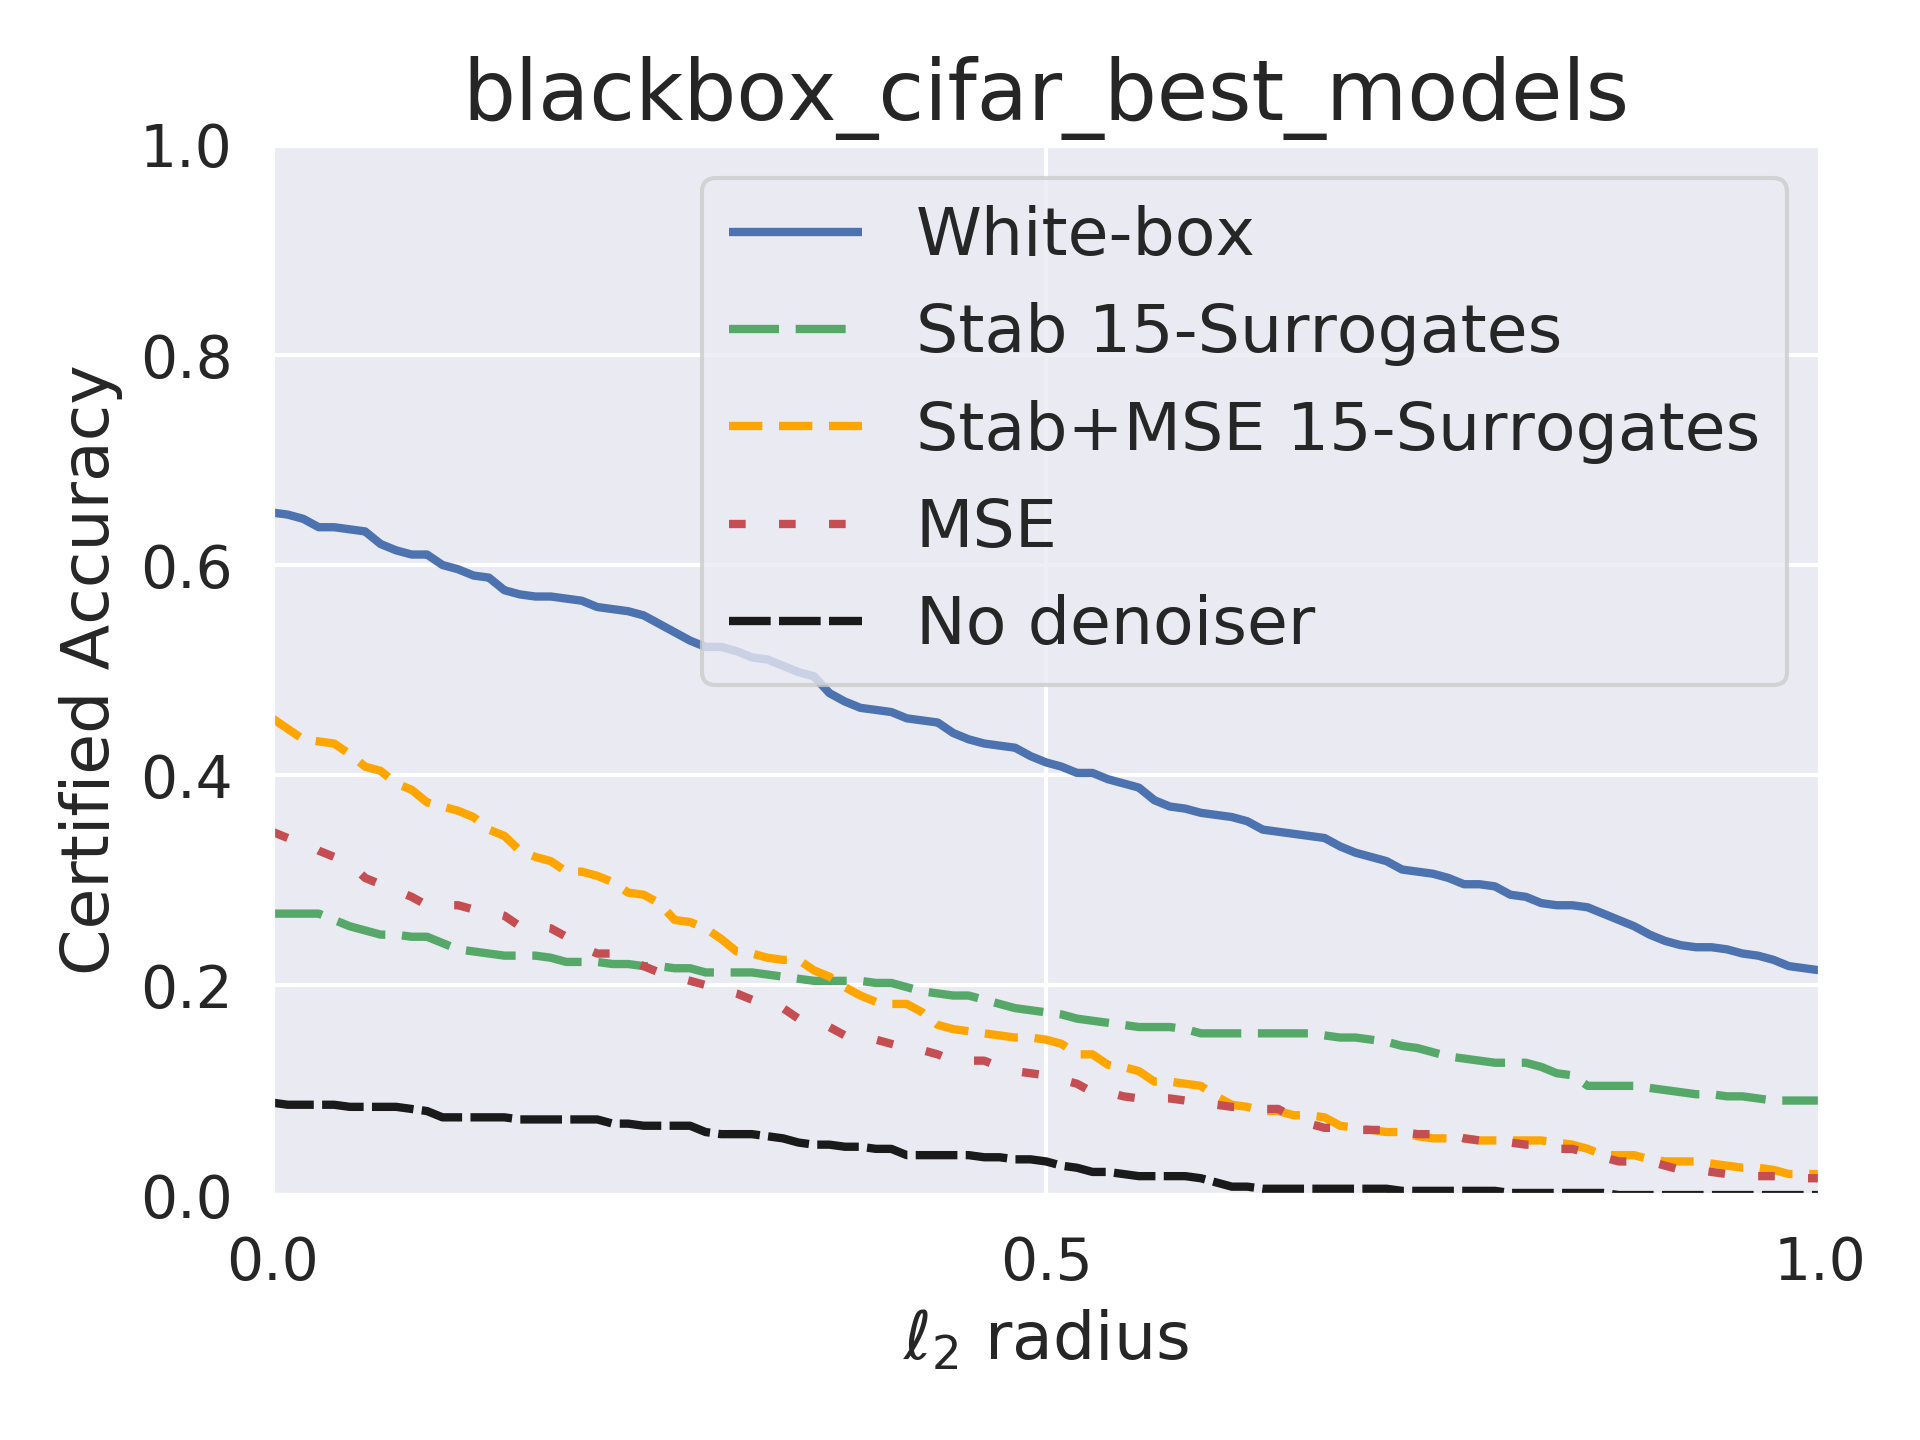 blackbox_cifar_best_models
1.0
0.8
0.6
0.4
0.2
0.0
Certified Accuracy
White-box
Stab 15-Surrogates
Stab+MSE 15-Surrogates
MSE
No denoiser
0.0 0.5 1.0
ℓ₂ radius